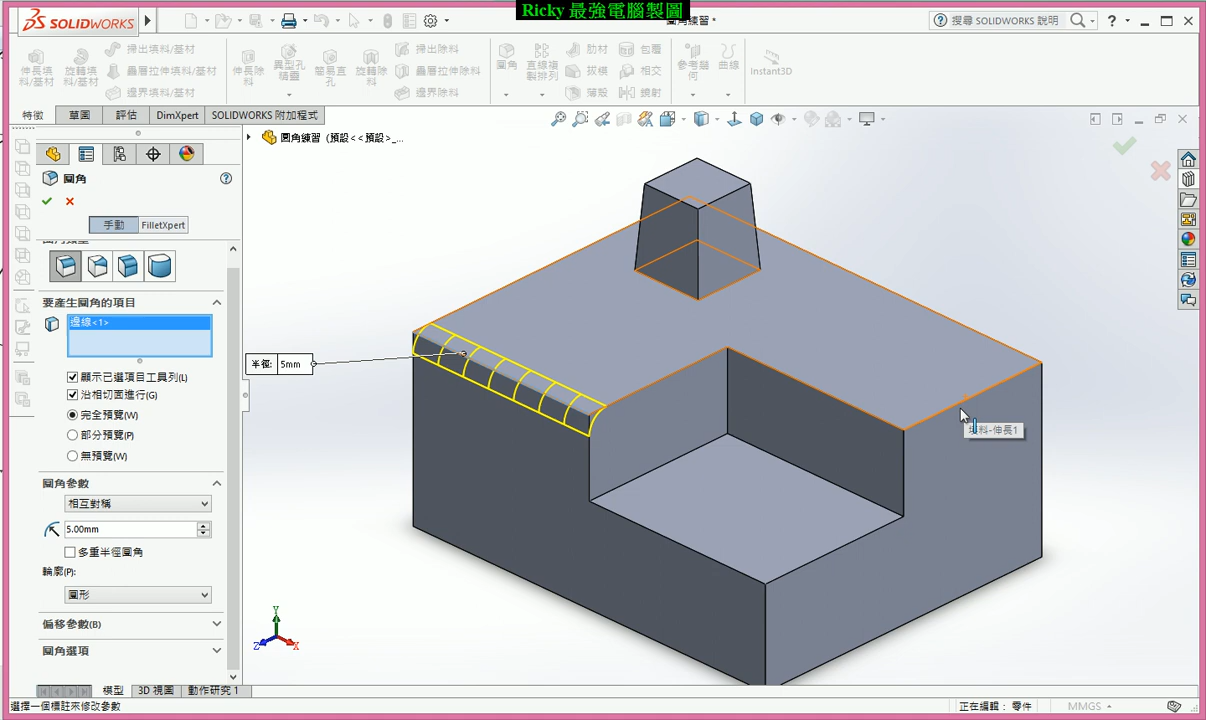 Ricky 最強電腦製圖
SOLIDWORKS
圓角練習 *
搜尋 SOLIDWORKS 說明
伸長填料/基材
旋轉填料/基材
掃出填料/基材
疊層拉伸填料/基材
邊界填料/基材
伸長除料
異型孔精靈
簡易直孔
旋轉除料
掃出除料
疊層拉伸除料
邊界除料
圓角
直線複製排列
肋材
拔模
薄殼
包覆
相交
鏡射
參考幾何
曲線
Instant3D
特徵
草圖
評估
DimXpert
SOLIDWORKS 附加程式
圓角練習 (預設<<預設>_...
圓角
手動
FilletXpert
圓角類型
要產生圓角的項目
邊線<1>
顯示已選項目工具列(L)
沿相切面進行(G)
完全預覽(W)
部分預覽(P)
無預覽(W)
圓角參數
相互對稱
5.00mm
多重半徑圓角
輪廓(P):
圓形
偏移參數(B)
圓角選項
半徑: 5mm
填料-伸長1
Y
Z
X
模型
3D 視圖
動作研究 1
選擇一個標註來修改參數
正在編輯: 零件
MMGS